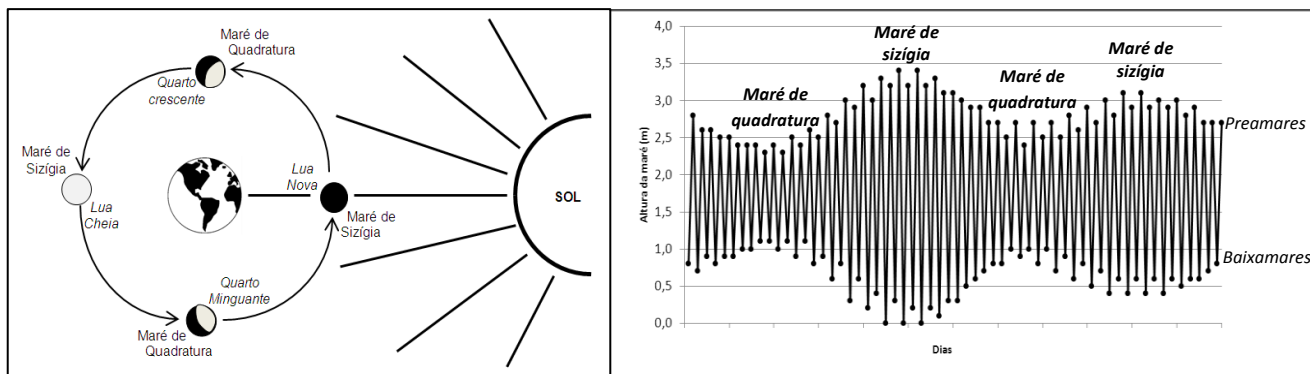 Maré de
Quadratura
Quarto
crescente
Maré de
Sizígia
Lua
Cheia
Lua
Nova
Maré de
Sizígia
SOL
Quarto
Minguante
Maré de
Quadratura
4,0
3,5
3,0
2,5
2,0
1,5
1,0
0,5
0,0
Altura da maré (m)
Maré de
quadratura
Maré de
sizígia
Maré de
quadratura
Maré de
sizígia
Preamares
Baixamares
Dias